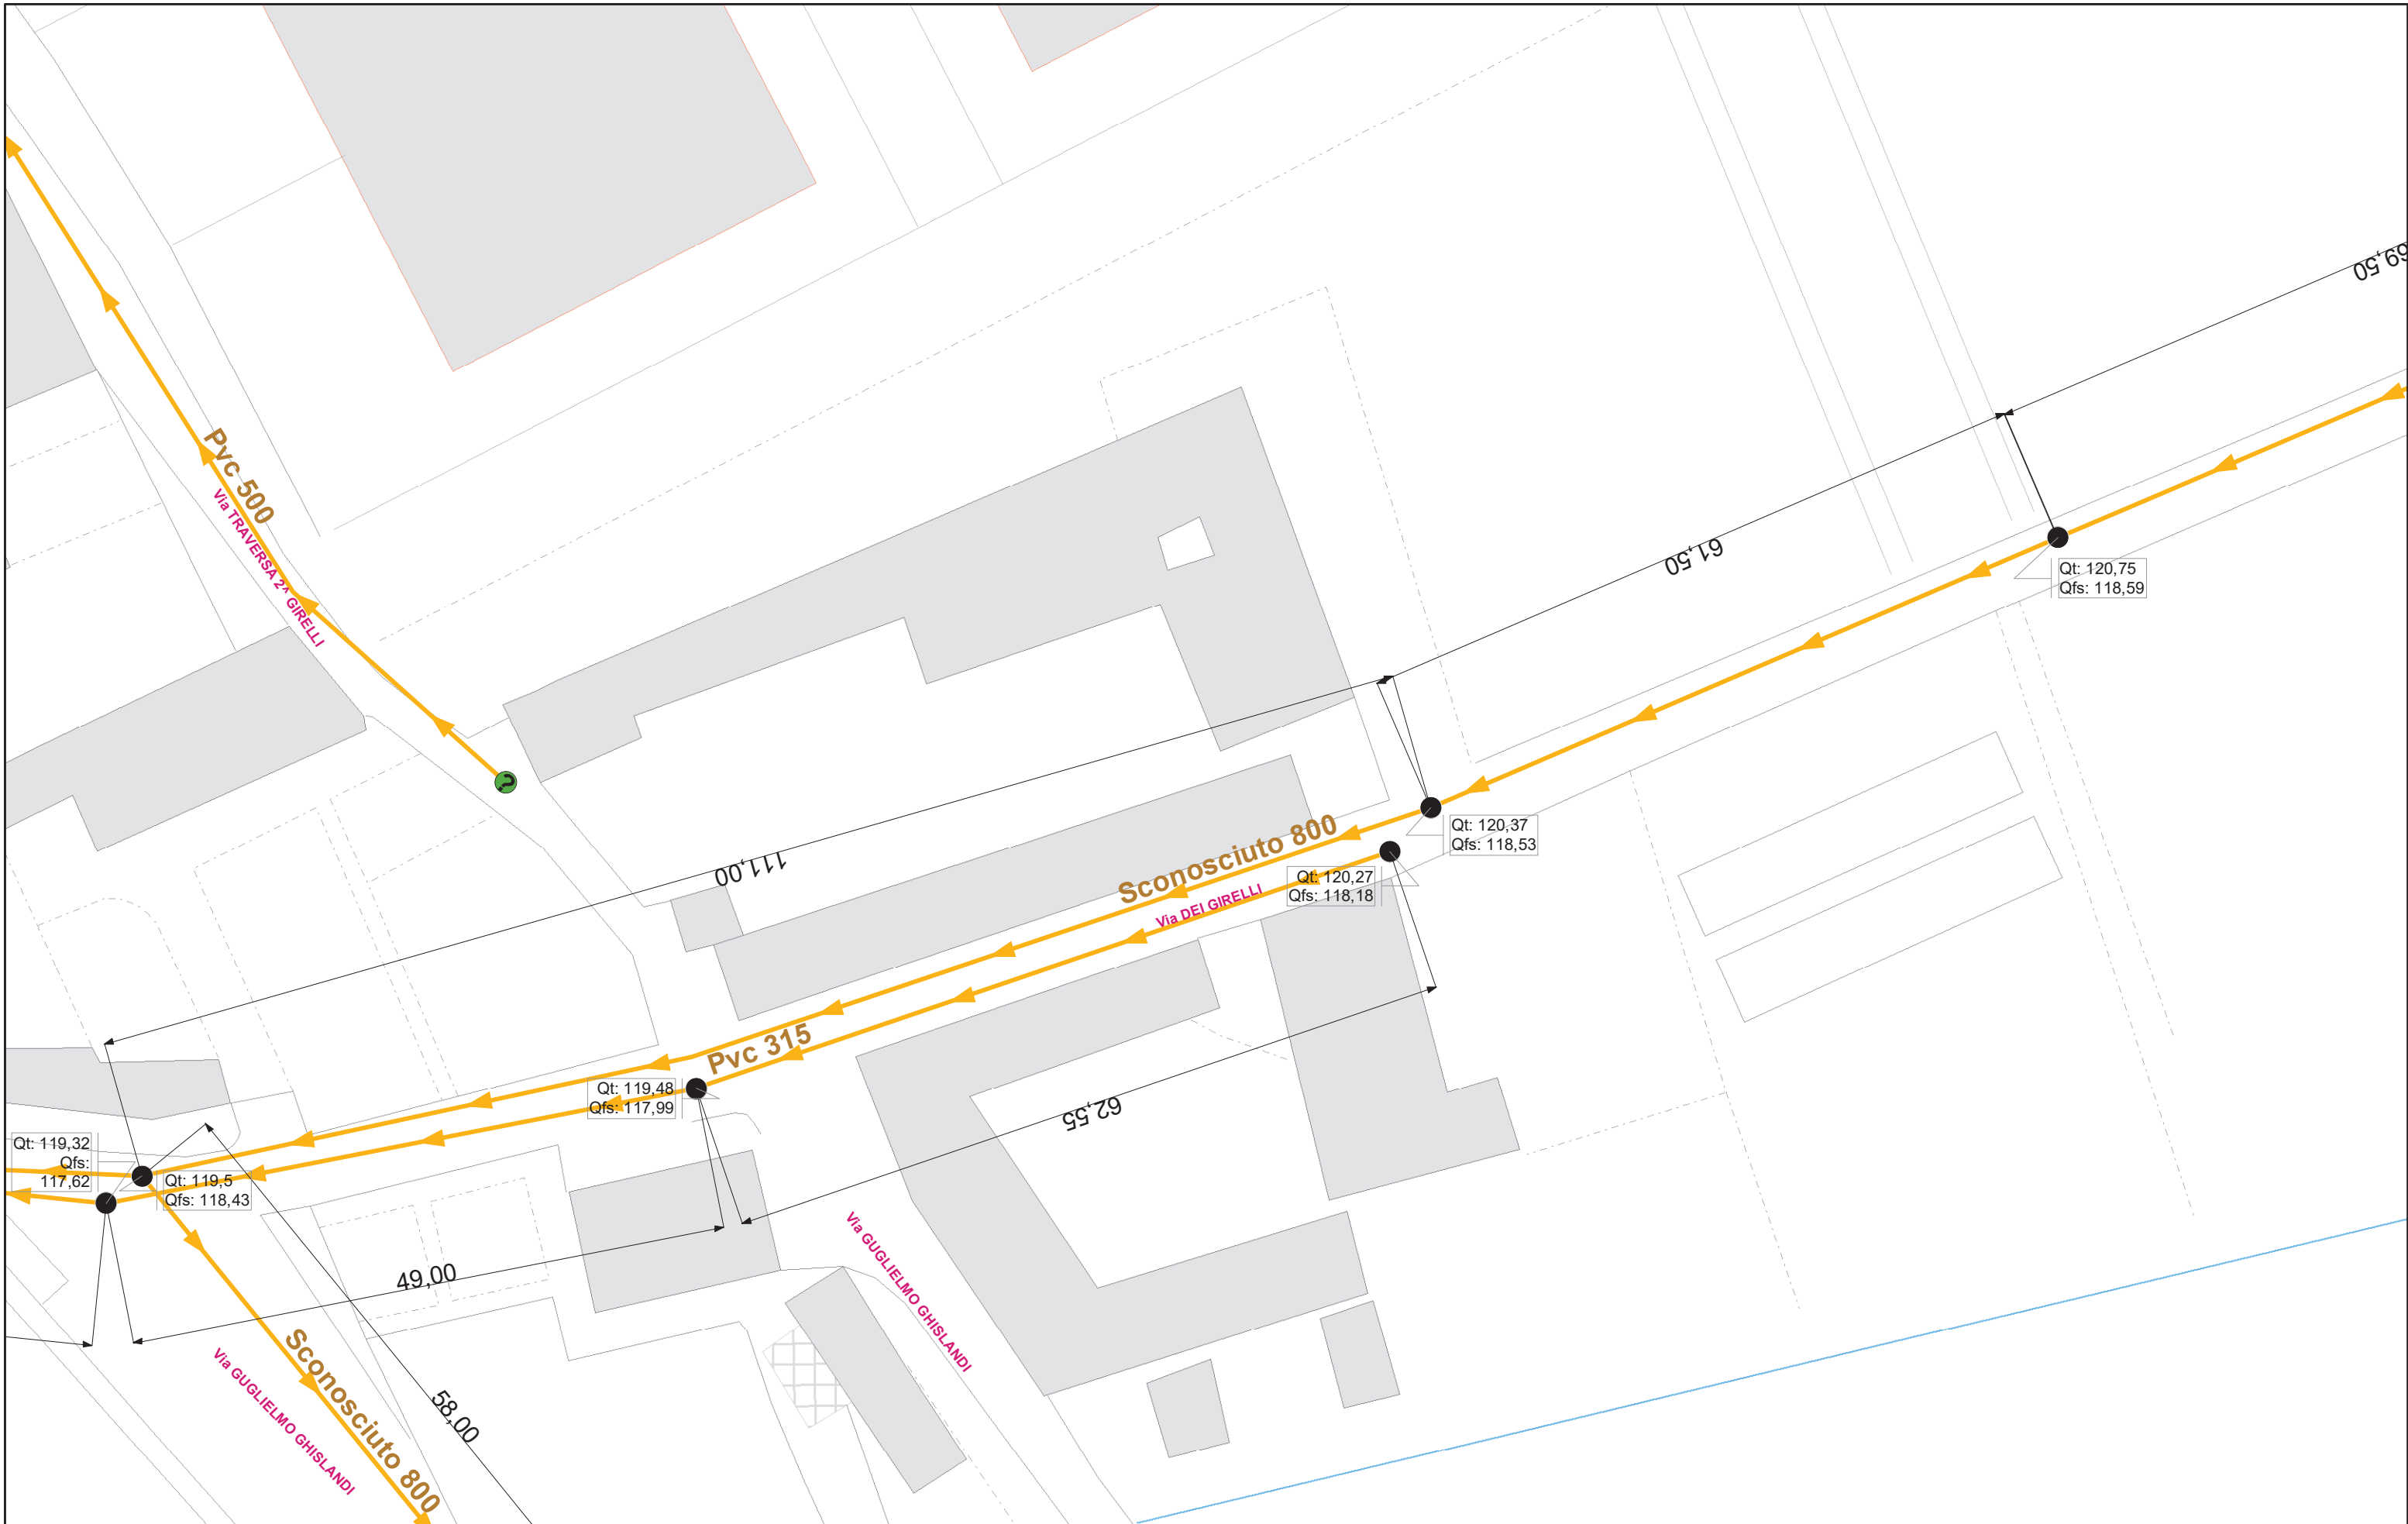 69,50
Pvc 500
Via TRAVERSA 2^ GIRELLI
61,50
Qt: 120,75
Qfs: 118,59
?
Qt: 120,37
Qfs: 118,53
Sconosciuto 800
111,00
Qt: 120,27
Qfs: 118,18
Via DEI GIRELLI
Pvc 315
Qt: 119,48
Qfs: 117,99
62,55
Qt: 119,32
Qfs:
117,62
Qt: 119,5
Qfs: 118,43
49,00
Via GUGLIELMO GHISLANDI
Sconosciuto 800
58,00
Via GUGLIELMO GHISLANDI